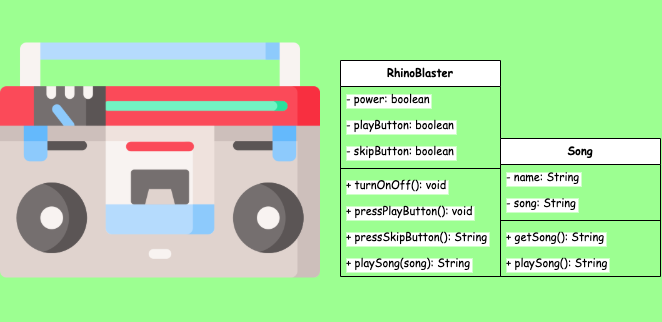 RhinoBlaster
- power: boolean
- playButton: boolean
- skipButton: boolean
+ turnOnOff(): void
+ pressPlayButton(): void
+ pressSkipButton(): String
+ playSong(song): String
Song
- name: String
- song: String
+ getSong(): String
+ playSong(): String